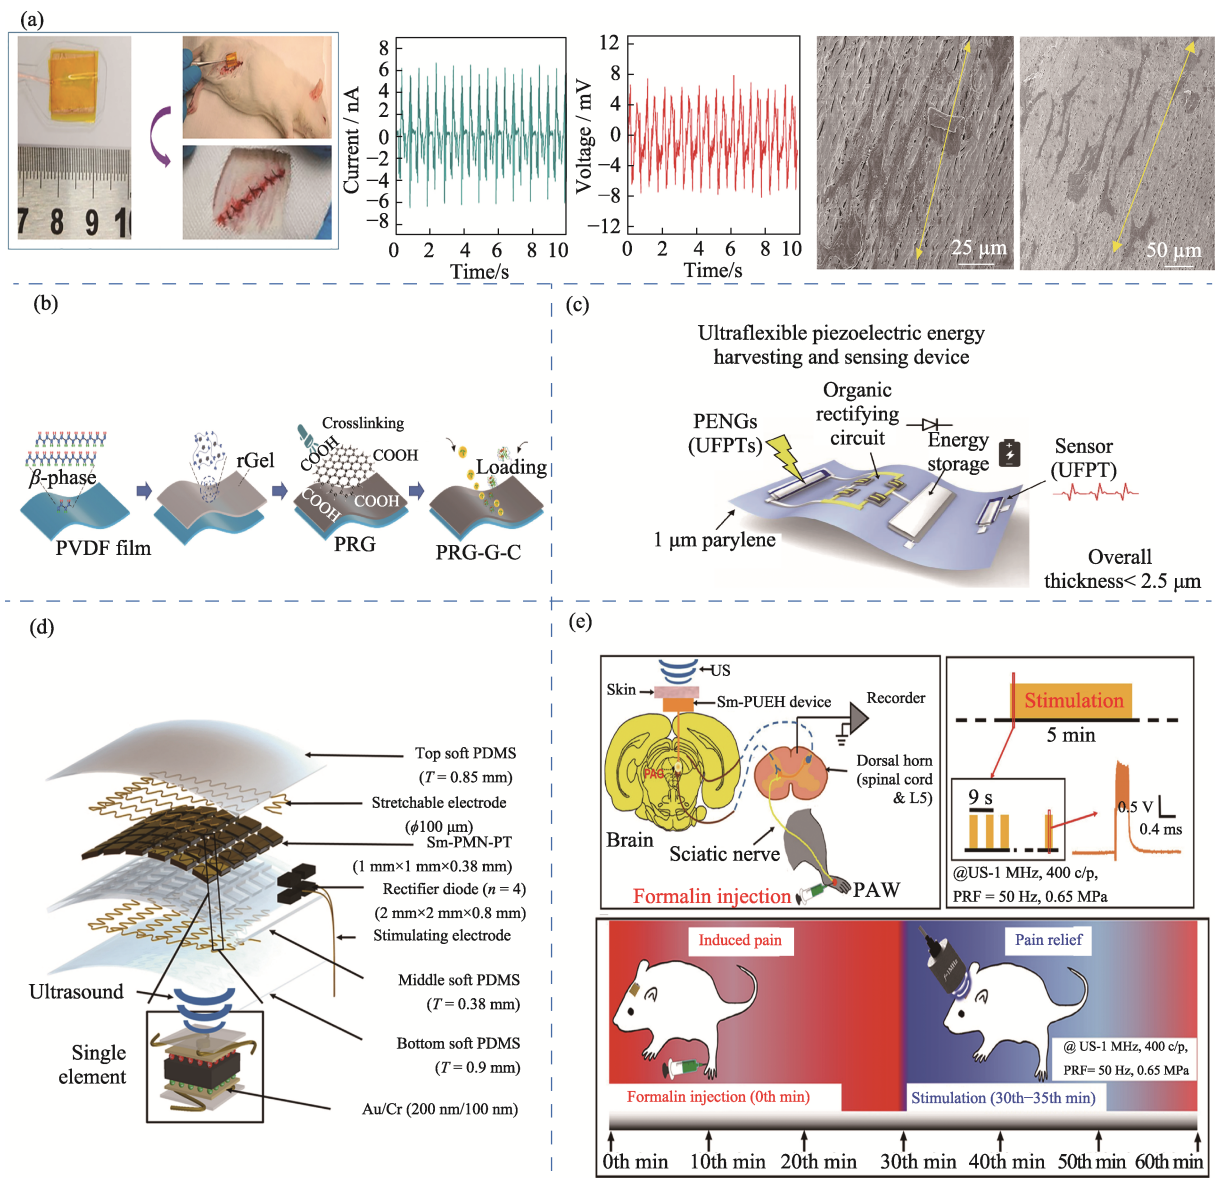 (a)
7 8 9 10
Current / nA
8
6
4
2
0
−2
−4
−6
−8
0 2 4 6 8 10
Time/s
Voltage / mV
12
8
4
0
−4
−8
−12
0 2 4 6 8 10
Time/s
25 μm
50 μm
(b)
β-phase
PVDF film
rGel
Crosslinking
COOH
COOH
COOH
COOH
PRG
Loading
PRG-G-C
(c)
Ultraflexible piezoelectric energy
harvesting and sensing device
Organic
rectifying
circuit
PENGs
(UFPTs)
Energy
storage
Sensor
(UFPT)
1 μm parylene
Overall
thickness< 2.5 μm
(d)
Top soft PDMS
(T = 0.85 mm)
Stretchable electrode
(ϕ100 μm)
Sm-PMN-PT
(1 mm×1 mm×0.38 mm)
Rectifier diode (n = 4)
(2 mm×2 mm×0.8 mm)
Stimulating electrode
Middle soft PDMS
(T = 0.38 mm)
Ultrasound
Bottom soft PDMS
(T = 0.9 mm)
Single
element
Au/Cr (200 nm/100 nm)
(e)
US
Skin
Sm-PUEH device
Recorder
PAG
Dorsal horn
(spinal cord
& L5)
Brain
Sciatic nerve
Formalin injection
PAW
Stimulation
5 min
9 s
0.5 V
0.4 ms
@US-1 MHz, 400 c/p,
PRF = 50 Hz, 0.65 MPa
Induced pain
Pain relief
f-1MHz
@ US-1 MHz, 400 c/p,
PRF= 50 Hz, 0.65 MPa
Formalin injection (0th min)
Stimulation (30th−35th min)
0th min 10th min 20th min 30th min 40th min 50th min 60th min